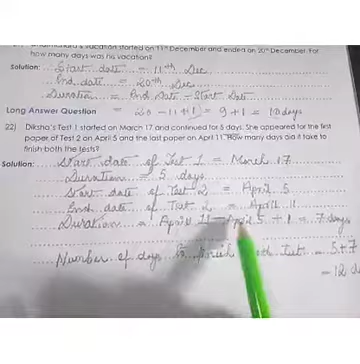 vacation started on 11th December and ended on 20th December. For
how many days was his vacation?
Solution: Start date = 11th Dec
End date = 20th Dec
Duration = End Date - Start Date
= 20 - 11 + 1 = 9 + 1 = 10 days
Long Answer Question
22) Diksha's Test 1 started on March 17 and continued for 5 days. She appeared for the first
paper of Test 2 on April 5 and the last paper on April 11. How many days did it take to
finish both the tests?
Solution: Start date of Test 1 = March 17
Duration = 5 days
Start date of Test 2 = April 5
End date of Test 2 = April 11
Duration = April 11 - April 5 + 1 = 7 days
Number of days to finish both test = 5+7
= 12 d